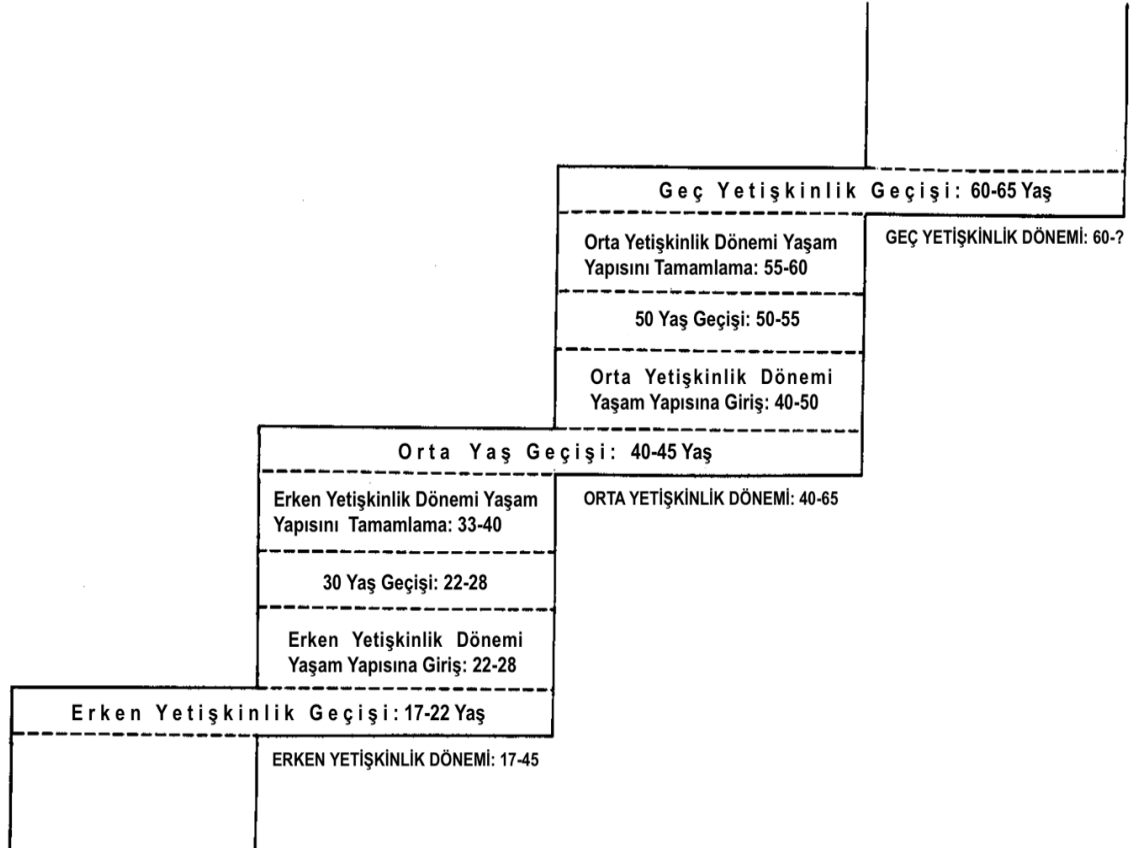 Geç Yetişkinlik Geçişi: 60-65 Yaş
Orta Yetişkinlik Dönemi Yaşam
Yapısını Tamamlama: 55-60
GEÇ YETİŞKİNLİK DÖNEMİ: 60-?
50 Yaş Geçişi: 50-55
Orta Yetişkinlik Dönemi
Yaşam Yapısına Giriş: 40-50
Orta Yaş Geçişi: 40-45 Yaş
Erken Yetişkinlik Dönemi Yaşam
Yapısını Tamamlama: 33-40
ORTA YETİŞKİNLİK DÖNEMİ: 40-65
30 Yaş Geçişi: 22-28
Erken Yetişkinlik Dönemi
Yaşam Yapısına Giriş: 22-28
Erken Yetişkinlik Geçişi: 17-22 Yaş
ERKEN YETİŞKİNLİK DÖNEMİ: 17-45